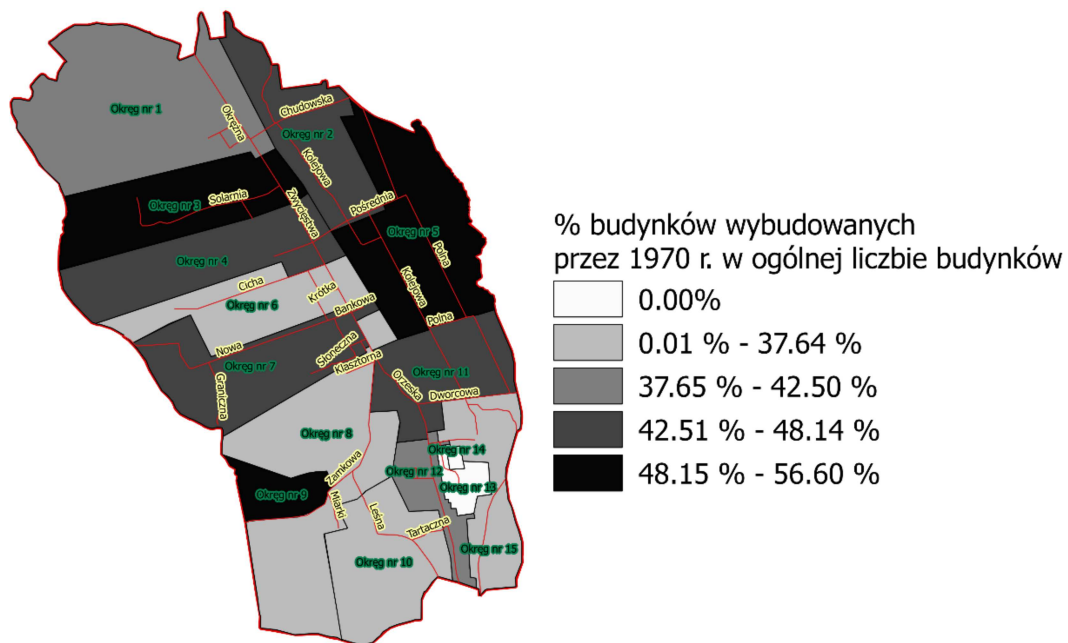 Okręg nr 1
Okrężna
Chudowska
Okręg nr 2
Kolejowa
Okręg nr 3
Solarnia
Zwycięstwa
Pośrednia
Okręg nr 5
Polna
Okręg nr 4
Cicha
Krótka
Kolejowa
Okręg nr 6
Bankowa
Polna
Nowa
Słoneczna
Klasztorna
Okręg nr 7
Graniczna
Okręg nr 11
Orzeska
Dworcowa
Okręg nr 8
Okręg nr 14
Zamkowa
Okręg nr 12
Okręg nr 13
Okręg nr 9
Miarki
Leśna
Tartaczna
Okręg nr 10
Okręg nr 15
% budynków wybudowanych
przez 1970 r. w ogólnej liczbie budynków
0.00%
0.01 % - 37.64 %
37.65 % - 42.50 %
42.51 % - 48.14 %
48.15 % - 56.60 %